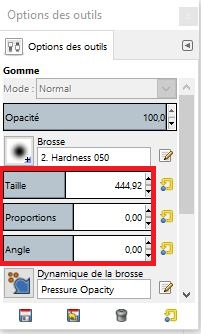 Options des outils
Options des outils
Gomme
Mode : Normal
Opacité 100,0
Brosse
2. Hardness 050
Taille 444,92
Proportions 0,00
Angle 0,00
Dynamique de la brosse
Pressure Opacity